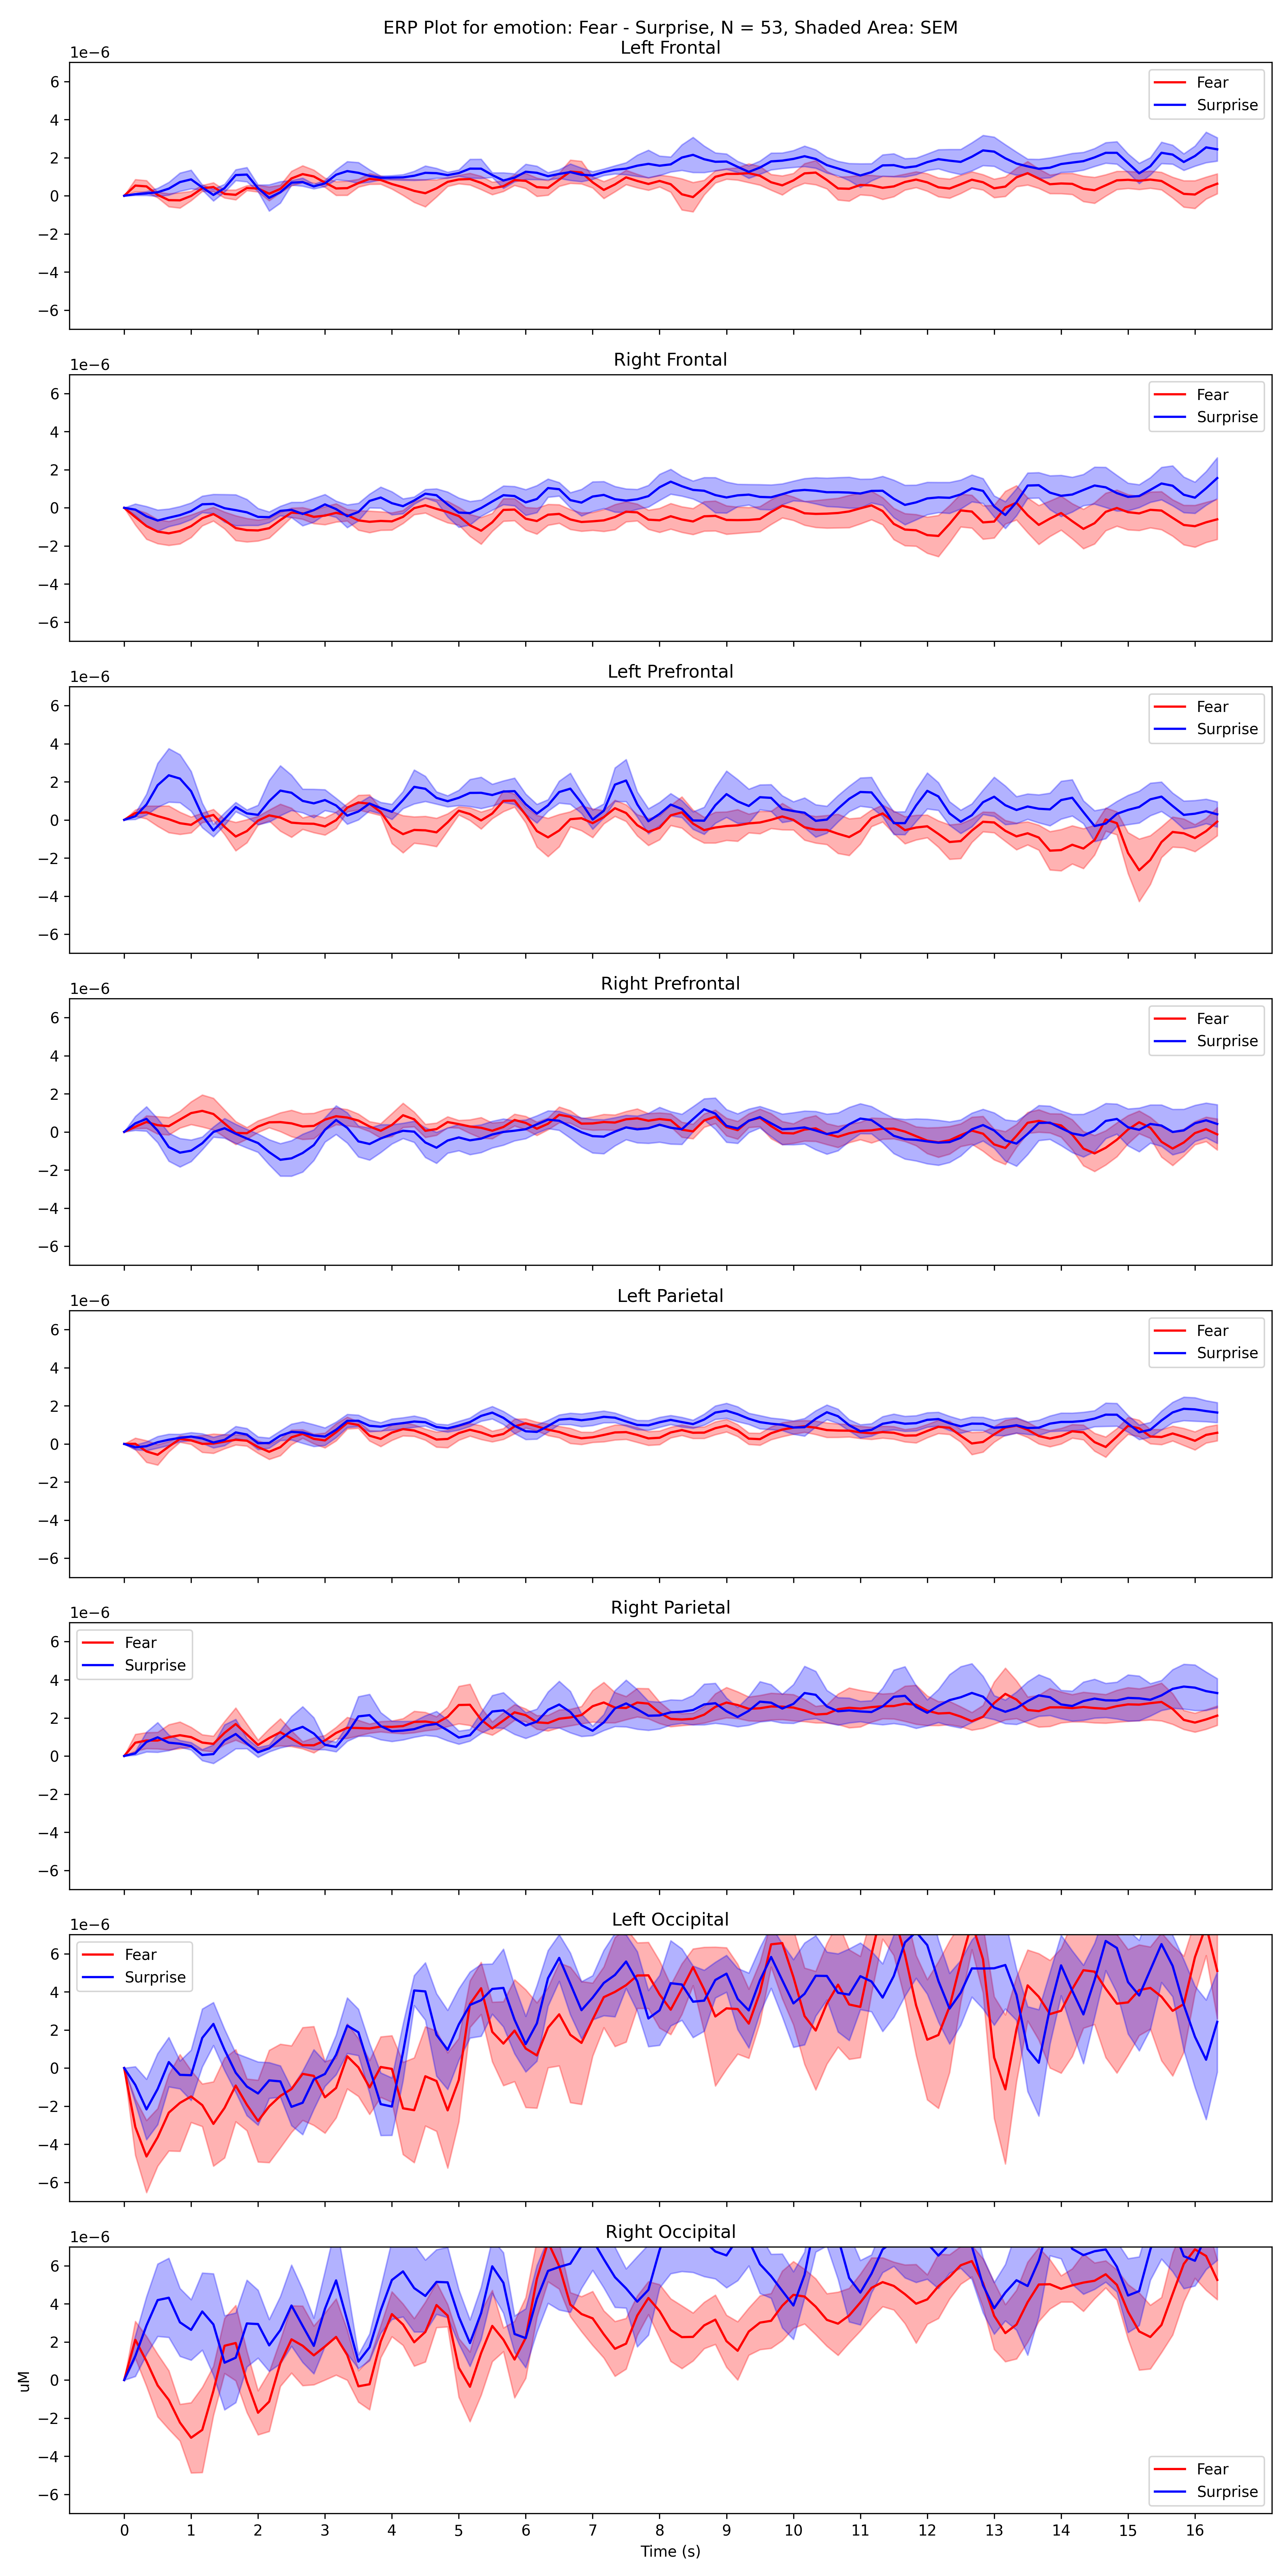 ERP Plot for emotion: Fear - Surprise, N = 53, Shaded Area: SEM
Left Frontal
1e−6
6
4
2
0
−2
−4
−6
Fear
Surprise
Right Frontal
1e−6
6
4
2
0
−2
−4
−6
Fear
Surprise
Left Prefrontal
1e−6
6
4
2
0
−2
−4
−6
Fear
Surprise
Right Prefrontal
1e−6
6
4
2
0
−2
−4
−6
Fear
Surprise
Left Parietal
1e−6
6
4
2
0
−2
−4
−6
Fear
Surprise
Right Parietal
1e−6
6
4
2
0
−2
−4
−6
Fear
Surprise
Left Occipital
1e−6
6
4
2
0
−2
−4
−6
Fear
Surprise
Right Occipital
1e−6
6
4
2
0
−2
−4
−6
uM
Fear
Surprise
0 1 2 3 4 5 6 7 8 9 10 11 12 13 14 15 16
Time (s)